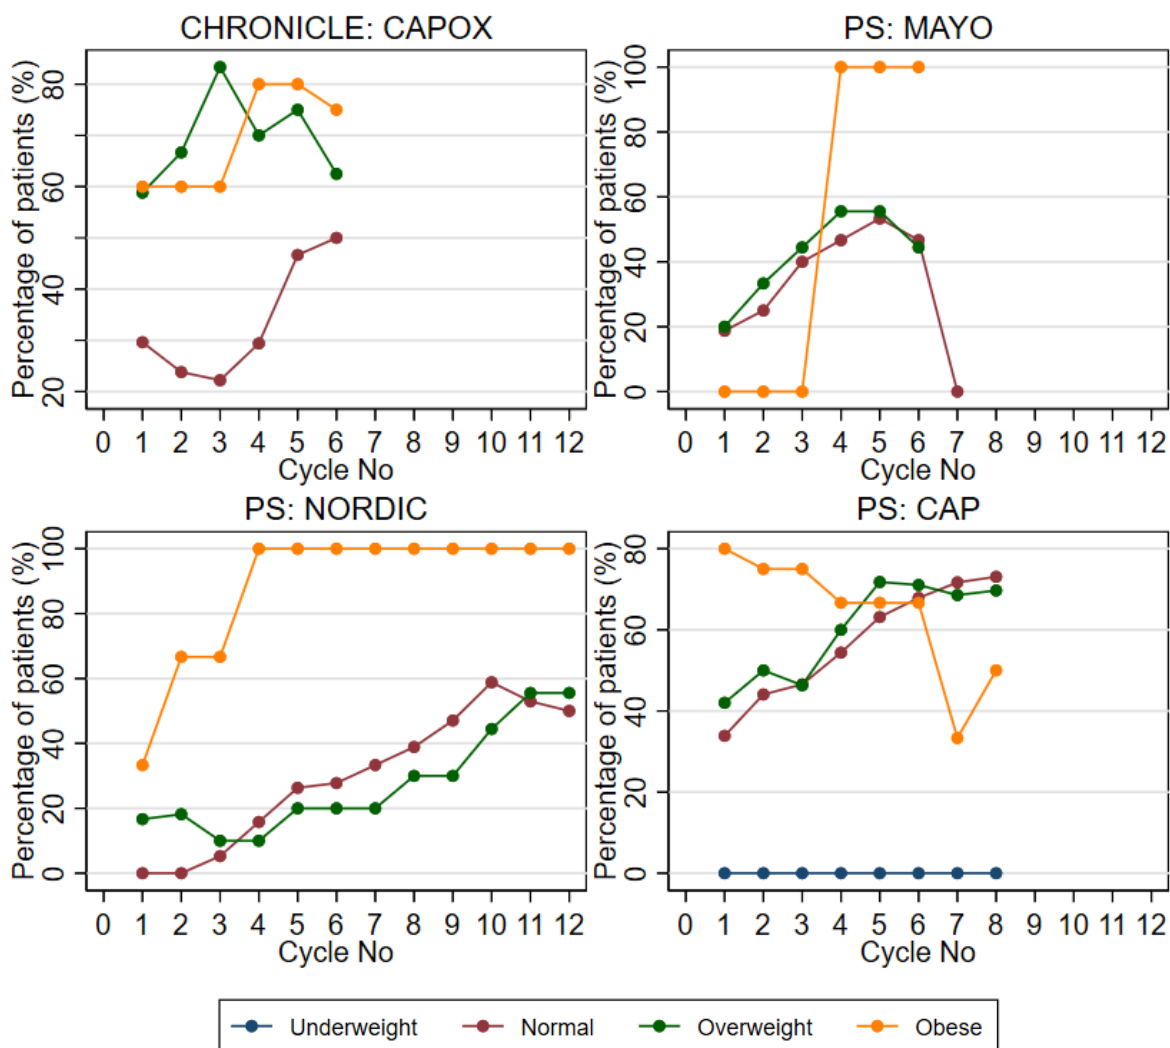 CHRONICLE: CAPOX
Percentage of patients (%)
80
60
40
20
0 1 2 3 4 5 6 7 8 9 10 11 12
Cycle No
PS: MAYO
Percentage of patients (%)
100
80
60
40
20
0
0 1 2 3 4 5 6 7 8 9 10 11 12
Cycle No
PS: NORDIC
Percentage of patients (%)
100
80
60
40
20
0
0 1 2 3 4 5 6 7 8 9 10 11 12
Cycle No
PS: CAP
Percentage of patients (%)
80
60
40
20
0
0 1 2 3 4 5 6 7 8 9 10 11 12
Cycle No
Underweight Normal Overweight Obese